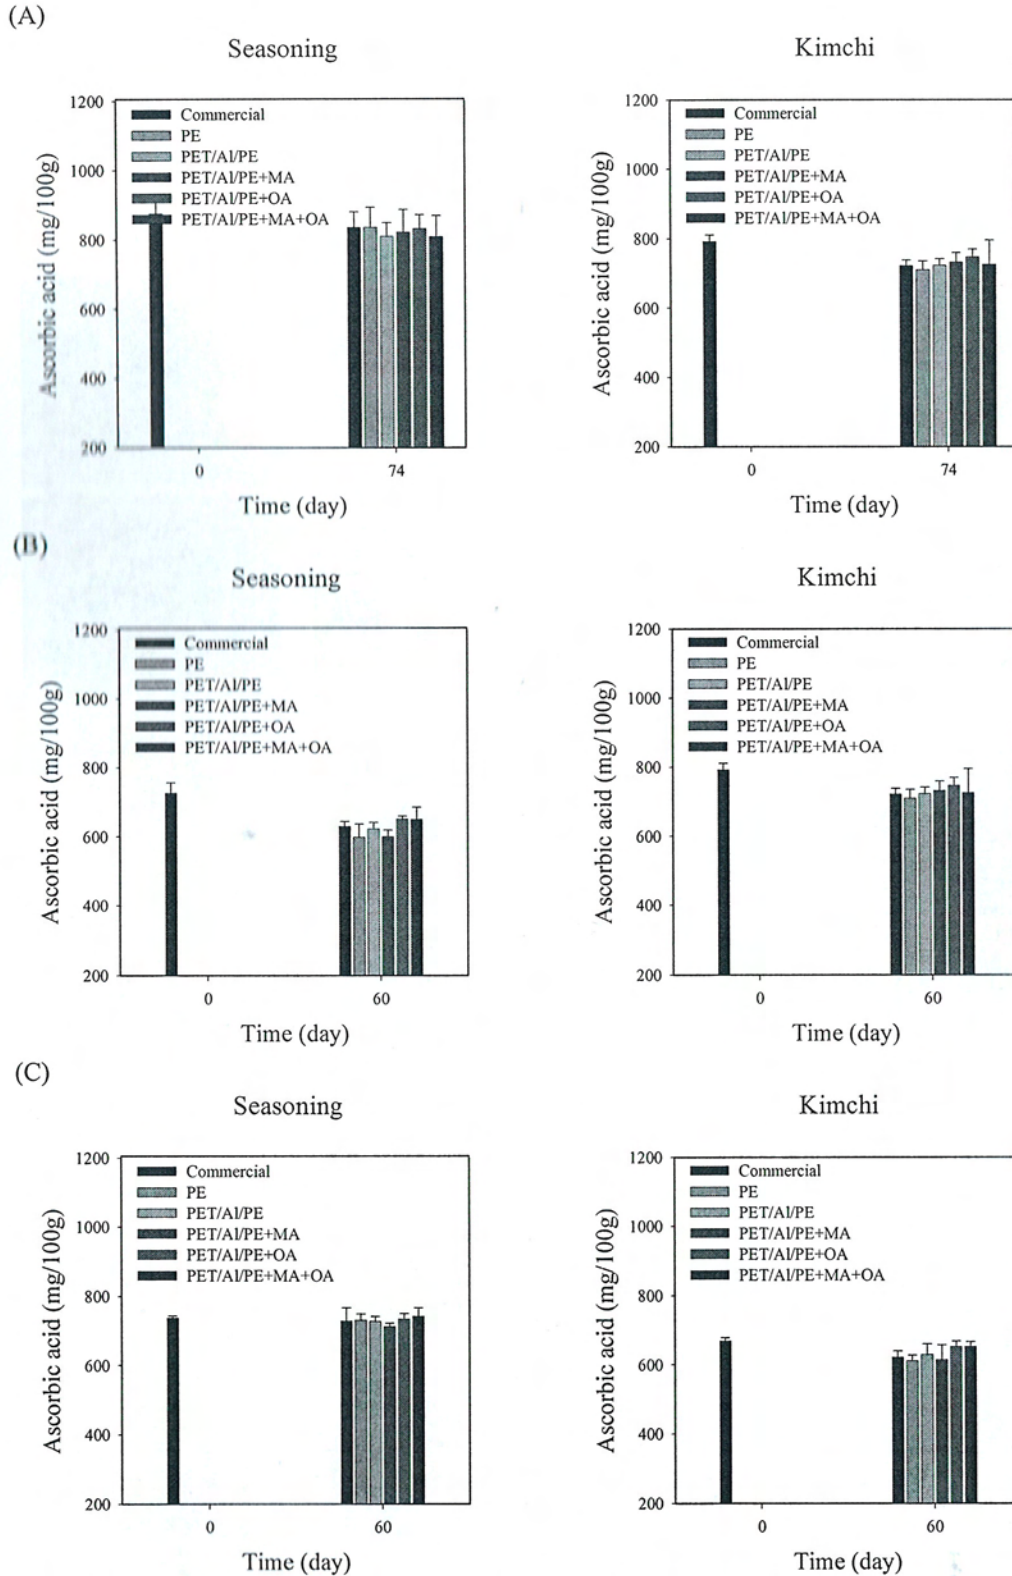 (A)
Seasoning
1200
1000
800
600
400
200
Ascorbic acid (mg/100g)
Commercial
PE
PET/Al/PE
PET/Al/PE+MA
PET/Al/PE+OA
PET/Al/PE+MA+OA
0 74
Time (day)
Kimchi
1200
1000
800
600
400
200
Ascorbic acid (mg/100g)
Commercial
PE
PET/Al/PE
PET/Al/PE+MA
PET/Al/PE+OA
PET/Al/PE+MA+OA
0 74
Time (day)
(B)
Seasoning
1200
1000
800
600
400
200
Ascorbic acid (mg/100g)
Commercial
PE
PET/Al/PE
PET/Al/PE+MA
PET/Al/PE+OA
PET/Al/PE+MA+OA
0 60
Time (day)
Kimchi
1200
1000
800
600
400
200
Ascorbic acid (mg/100g)
Commercial
PE
PET/Al/PE
PET/Al/PE+MA
PET/Al/PE+OA
PET/Al/PE+MA+OA
0 60
Time (day)
(C)
Seasoning
1200
1000
800
600
400
200
Ascorbic acid (mg/100g)
Commercial
PE
PET/Al/PE
PET/Al/PE+MA
PET/Al/PE+OA
PET/Al/PE+MA+OA
0 60
Time (day)
Kimchi
1200
1000
800
600
400
200
Ascorbic acid (mg/100g)
Commercial
PE
PET/Al/PE
PET/Al/PE+MA
PET/Al/PE+OA
PET/Al/PE+MA+OA
0 60
Time (day)